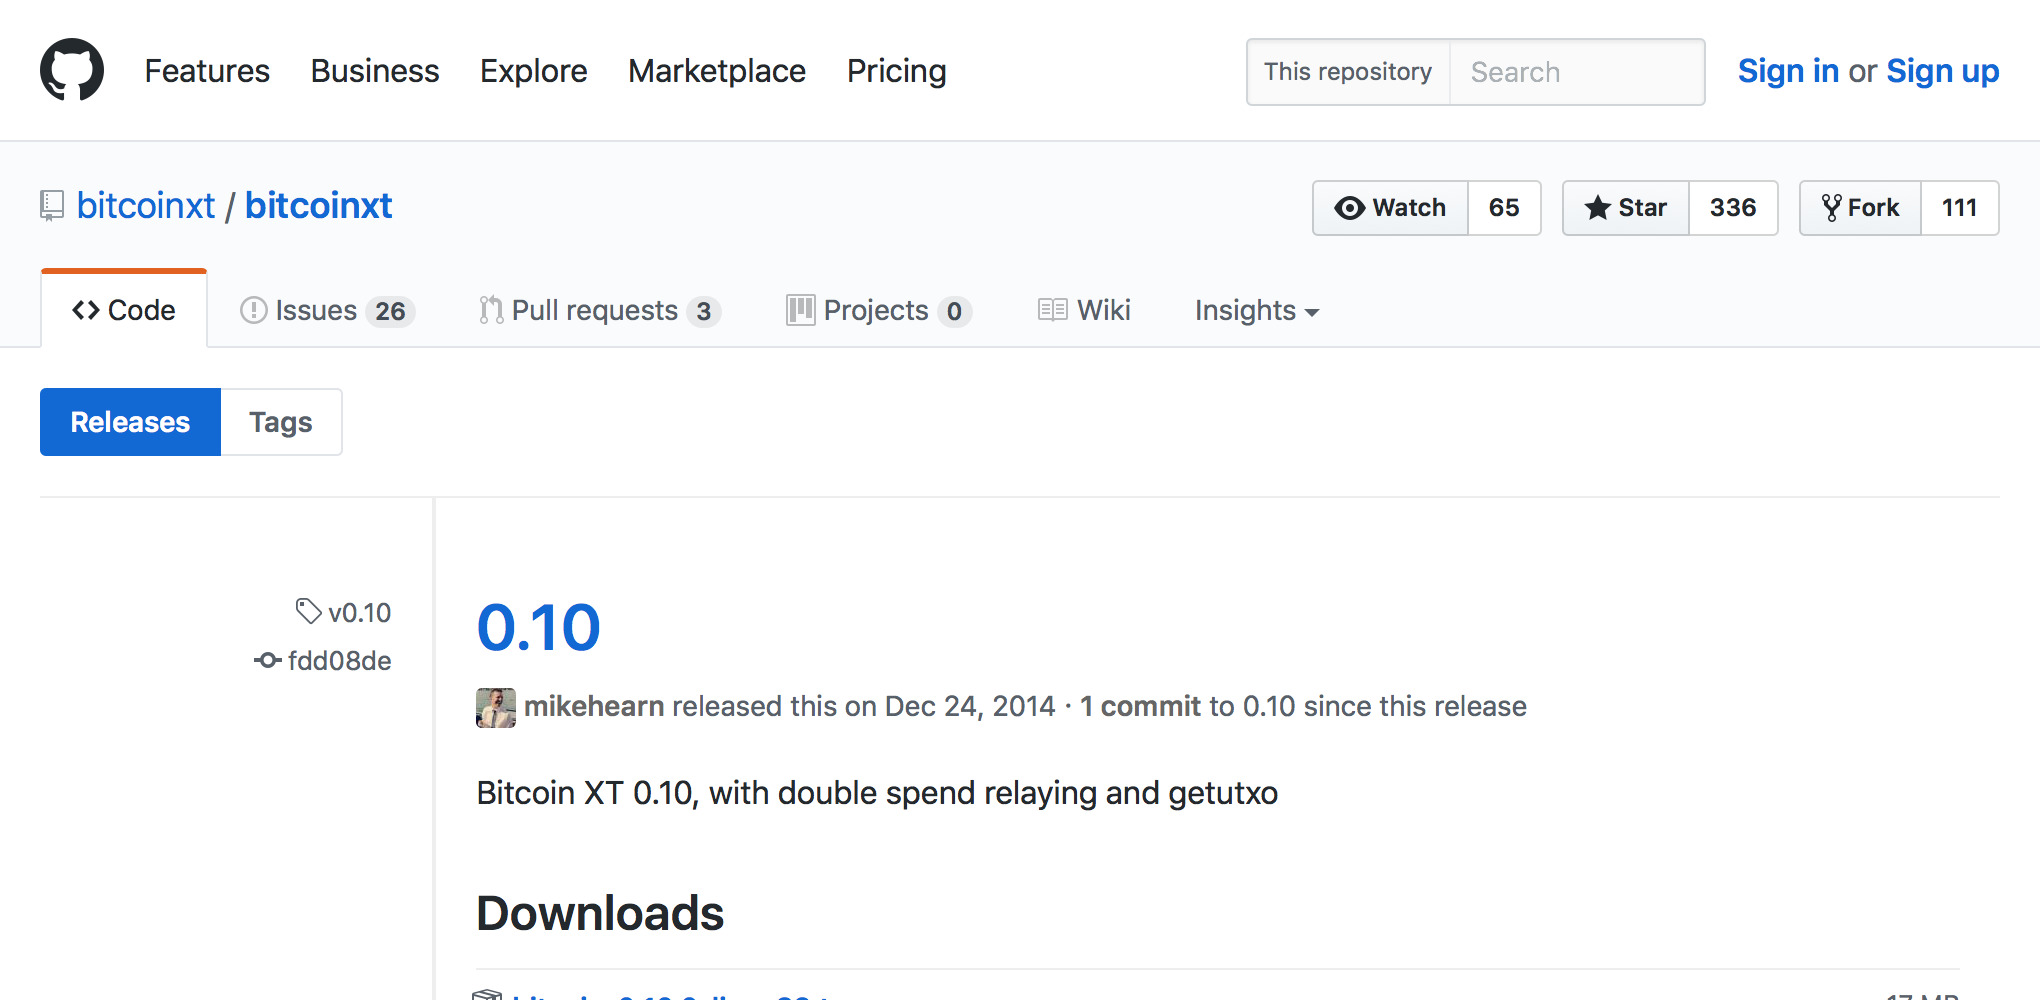 Features Business Explore Marketplace Pricing This repository Search Sign in or Sign up
bitcoinxt / bitcoinxt Watch 65 Star 336 Fork 111
Code Issues 26 Pull requests 3 Projects 0 Wiki Insights
Releases Tags
v0.10
fdd08de
0.10
mikehearn released this on Dec 24, 2014 · 1 commit to 0.10 since this release
Bitcoin XT 0.10, with double spend relaying and getutxo
Downloads
17 MB